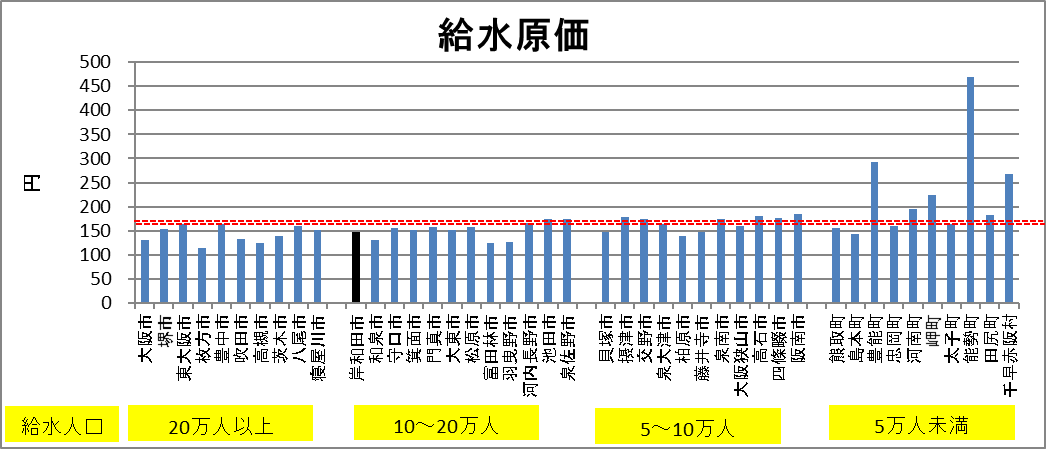 給水原価
500
450
400
350
300
250
200
150
100
50
0
円
大阪市
堺市
東大阪市
枚方市
豊中市
吹田市
高槻市
茨木市
八尾市
寝屋川市
岸和田市
和泉市
守口市
箕面市
門真市
大東市
松原市
富田林市
羽曳野市
河内長野市
池田市
泉佐野市
貝塚市
摂津市
交野市
泉大津市
柏原市
藤井寺市
泉南市
大阪狭山市
高石市
四條畷市
阪南市
熊取町
島本町
豊能町
忠岡町
河南町
岬町
太子町
能勢町
田尻町
千早赤阪村
給水人口
20万人以上
10～20万人
5～10万人
5万人未満